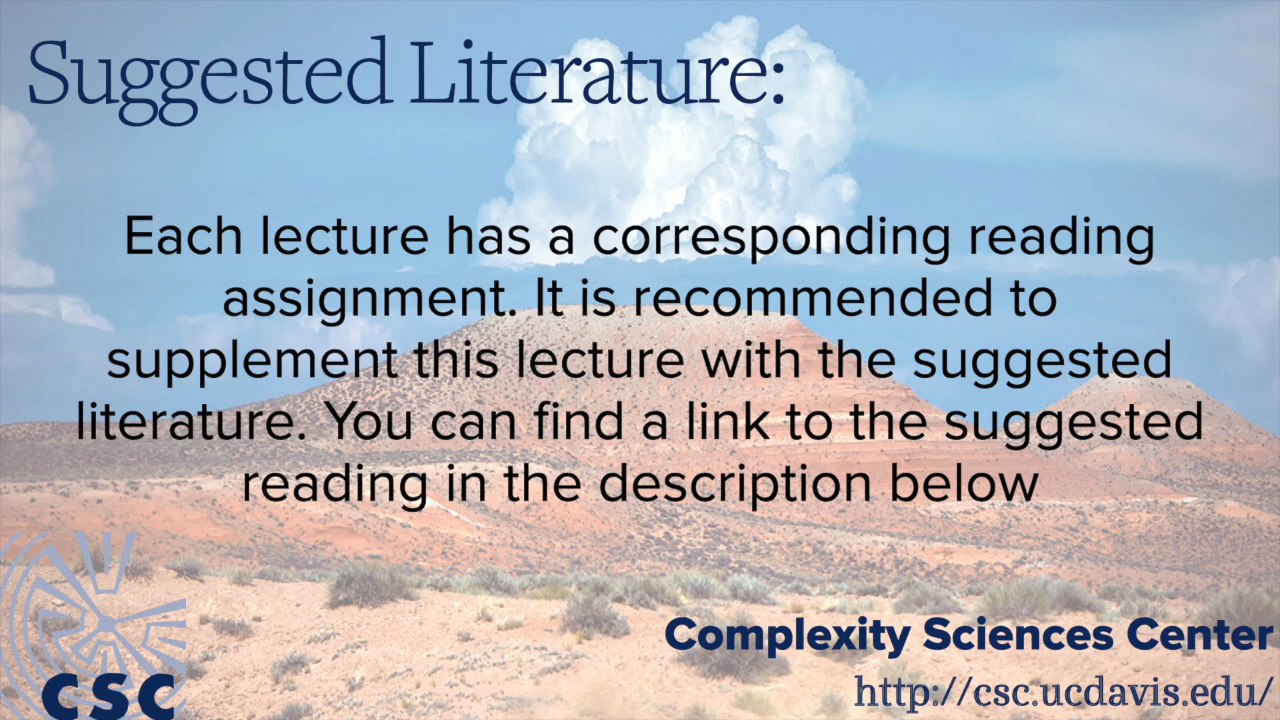 Suggested Literature:
Each lecture has a corresponding reading
assignment. It is recommended to
supplement this lecture with the suggested
literature. You can find a link to the suggested
reading in the description below
CSC
Complexity Sciences Center
http://csc.ucdavis.edu/